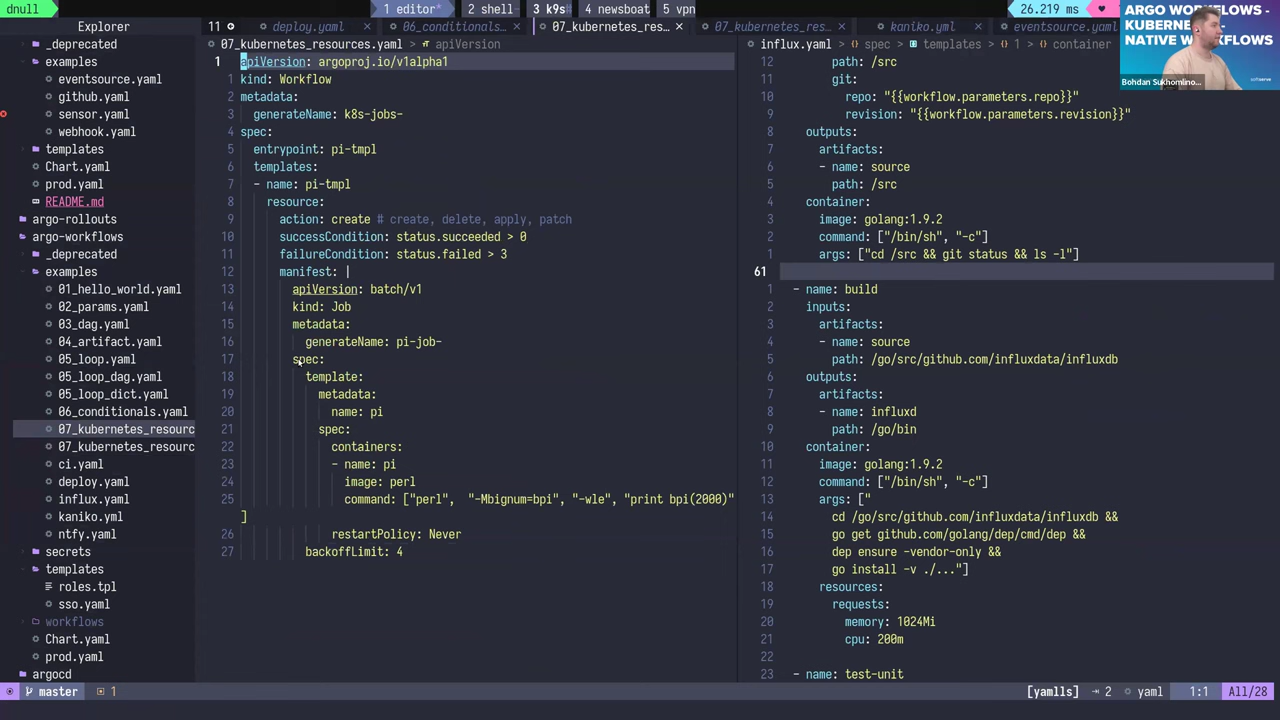 dnull
1 editor*
2 shell
3 k9s#
4 newsboat
5 vpn
26.219 ms
♥
Explorer
11
deploy.yaml
06_conditionals.yaml
07_kubernetes_res…
07_kubernetes_res…
kaniko.yml
eventsource.yaml
_deprecated
examples
eventsource.yaml
github.yaml
sensor.yaml
webhook.yaml
templates
Chart.yaml
prod.yaml
README.md
argo-rollouts
argo-workflows
_deprecated
examples
01_hello_world.yaml
02_params.yaml
03_dag.yaml
04_artifact.yaml
05_loop.yaml
05_loop_dag.yaml
05_loop_dict.yaml
06_conditionals.yaml
07_kubernetes_resourc
07_kubernetes_resourc
ci.yaml
deploy.yaml
influx.yaml
kaniko.yml
ntfy.yaml
secrets
templates
roles.tpl
sso.yaml
workflows
Chart.yaml
prod.yaml
argocd
07_kubernetes_resources.yaml > apiVersion
1 apiVersion: argoproj.io/v1alpha1
1 kind: Workflow
2 metadata:
3 generateName: k8s-jobs-
4 spec:
5 entrypoint: pi-tmpl
6 templates:
7 - name: pi-tmpl
8 resource:
9 action: create # create, delete, apply, patch
10 successCondition: status.succeeded > 0
11 failureCondition: status.failed > 3
12 manifest: |
13 apiVersion: batch/v1
14 kind: Job
15 metadata:
16 generateName: pi-job-
17 spec:
18 template:
19 metadata:
20 name: pi
21 spec:
22 containers:
23 - name: pi
24 image: perl
25 command: ["perl",  "-Mbignum=bpi", "-wle", "print bpi(2000)"
]
26 restartPolicy: Never
27 backoffLimit: 4
influx.yaml > spec > templates > 1 > container
12 path: /src
11 git:
10 repo: "{{workflow.parameters.repo}}"
9 revision: "{{workflow.parameters.revision}}"
8 outputs:
7 artifacts:
6 - name: source
5 path: /src
4 container:
3 image: golang:1.9.2
2 command: ["/bin/sh", "-c"]
1 args: ["cd /src && git status && ls -l"]
61
1 - name: build
2 inputs:
3 artifacts:
4 - name: source
5 path: /go/src/github.com/influxdata/influxdb
6 outputs:
7 artifacts:
8 - name: influxd
9 path: /go/bin
10 container:
11 image: golang:1.9.2
12 command: ["/bin/sh", "-c"]
13 args: ["
14 cd /go/src/github.com/influxdata/influxdb &&
15 go get github.com/golang/dep/cmd/dep &&
16 dep ensure -vendor-only &&
17 go install -v ./..."]
18 resources:
19 requests:
20 memory: 1024Mi
21 cpu: 200m
22
23 - name: test-unit
ARGO WORKFLOWS -
KUBERNE
NATIVE WORKFLOWS
Bohdan Sukhomlino...
master
1
[yamlls]
2
yaml
1:1
All/28